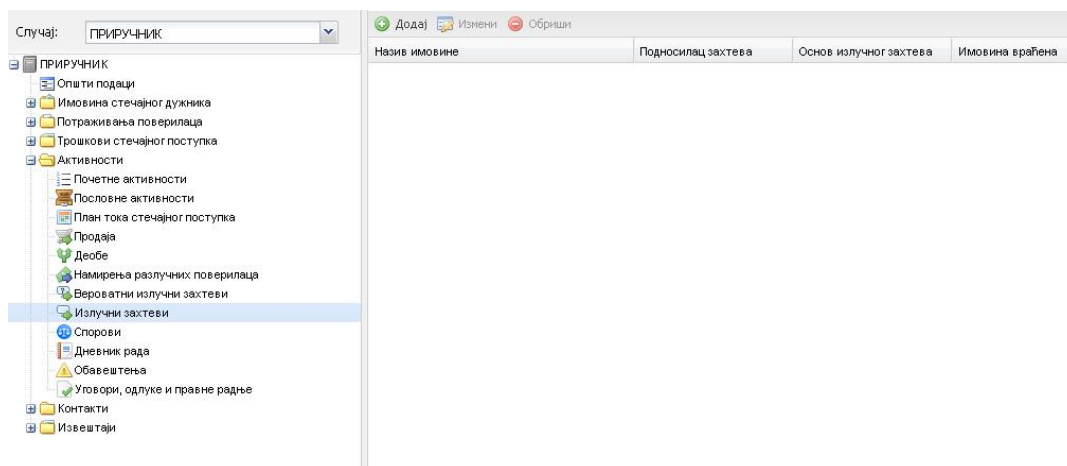 Случај: ПРИРУЧНИК
Додај Измени Обриши
Назив имовине Подносилац захтева Основ излучног захтева Имовина враћена
ПРИРУЧНИК
Општи подаци
Имовина стечајног дужника
Потраживања поверилаца
Трошкови стечајног поступка
Активности
Почетне активности
Пословне активности
План тока стечајног поступка
Продаја
Деобе
Намирења разлучних поверилаца
Вероватни излучни захтеви
Излучни захтеви
Спорови
Дневник рада
Обавештења
Уговори, одлуке и правне радње
Контакти
Извештаји